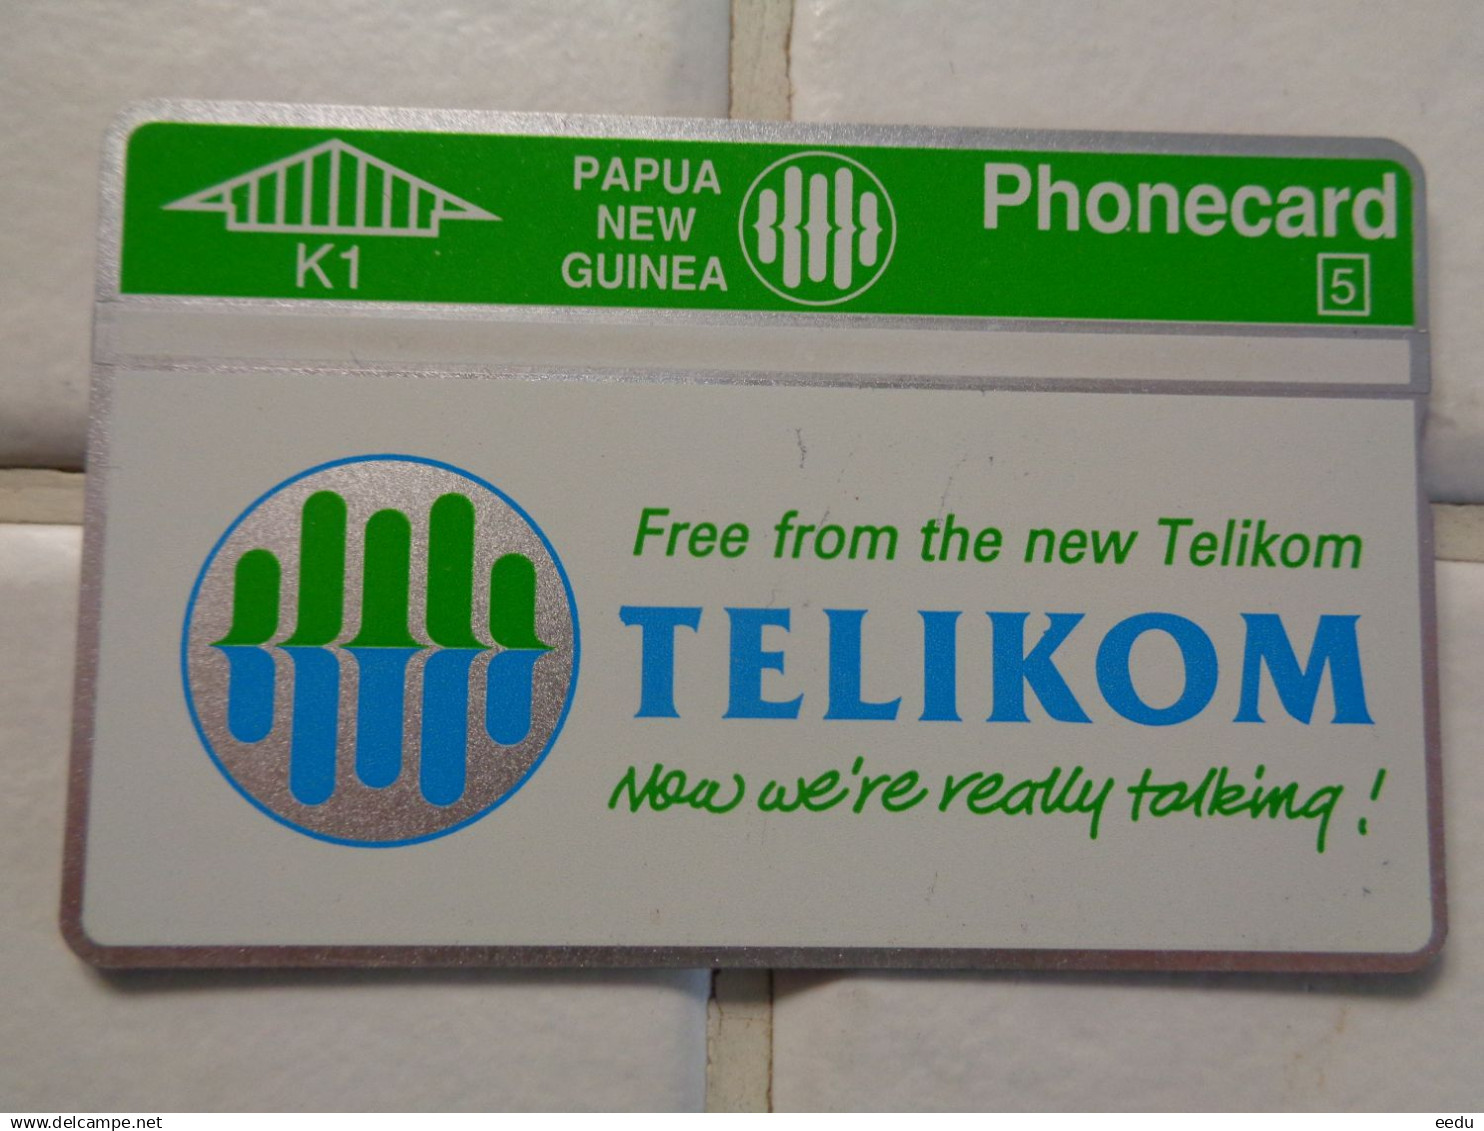 K1
PAPUA
NEW
GUINEA
Phonecard
5
Free from the new Telikom
TELIKOM
Now we're really talking!
www.delcampe.net
eedu